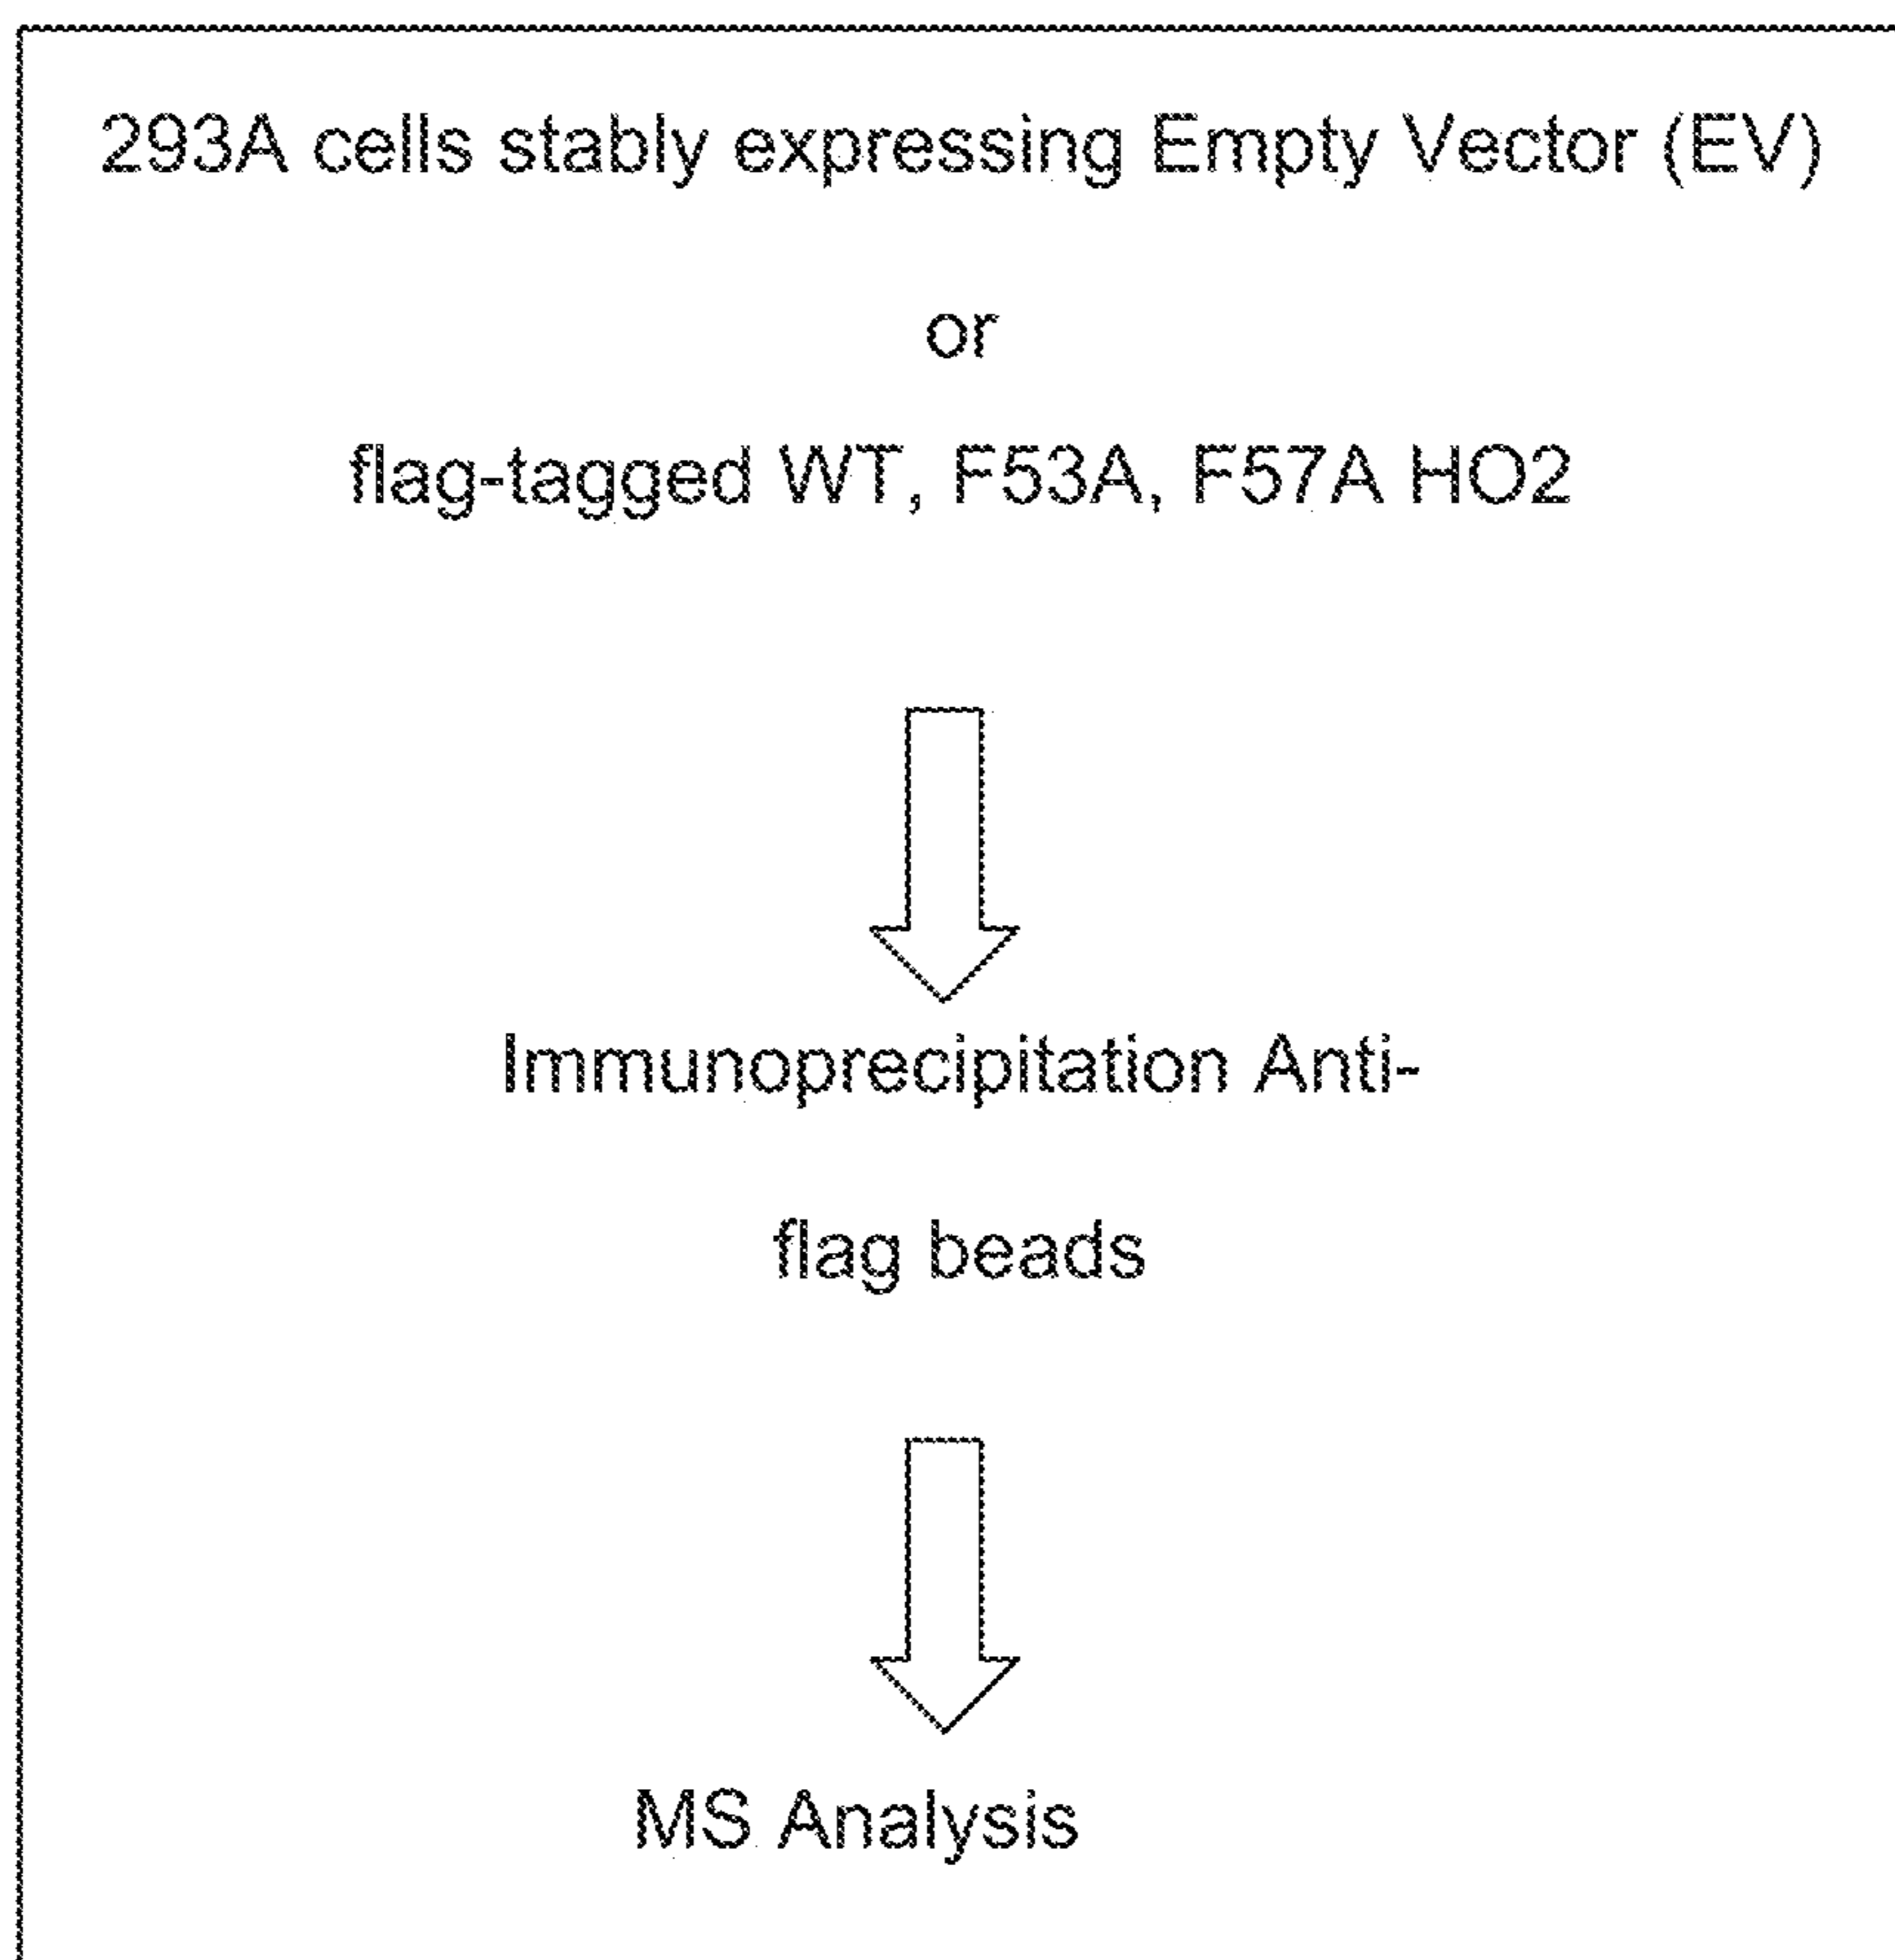 293A cells stably expressing Empty Vector (EV)
or
flag-tagged WT, F53A, F57A HO2
Immunoprecipitation Anti-
flag beads
MS Analysis